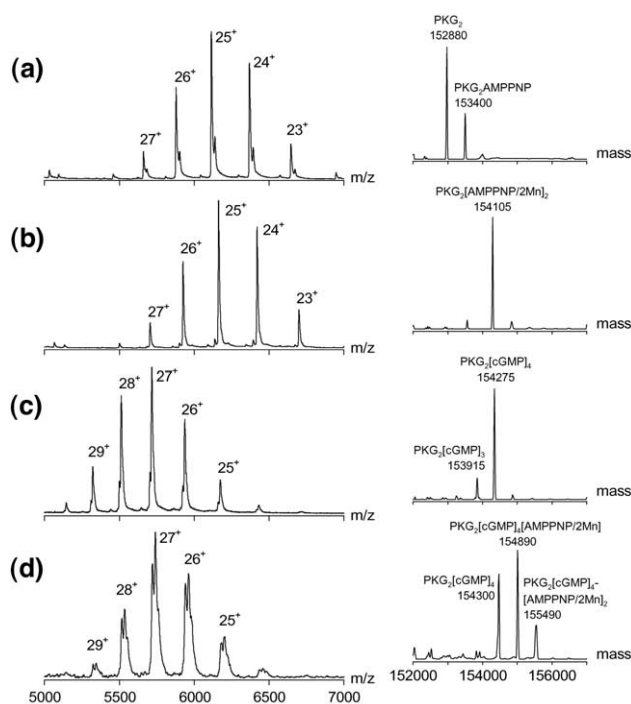 (a)
27⁺
26⁺
25⁺
24⁺
23⁺
m/z
PKG₂
152880
PKG₂AMPPNP
153400
mass
(b)
27⁺
26⁺
25⁺
24⁺
23⁺
m/z
PKG₂[AMPPNP/2Mn]₂
154105
mass
(c)
29⁺
28⁺
27⁺
26⁺
25⁺
m/z
PKG₂[cGMP]₄
154275
PKG₂[cGMP]₃
153915
mass
(d)
29⁺
28⁺
27⁺
26⁺
25⁺
m/z
5000 5500 6000 6500 7000
PKG₂[cGMP]₄[AMPPNP/2Mn]
154890
PKG₂[cGMP]₄
154300
PKG₂[cGMP]₄-
[AMPPNP/2Mn]₂
155490
mass
152000 154000 156000